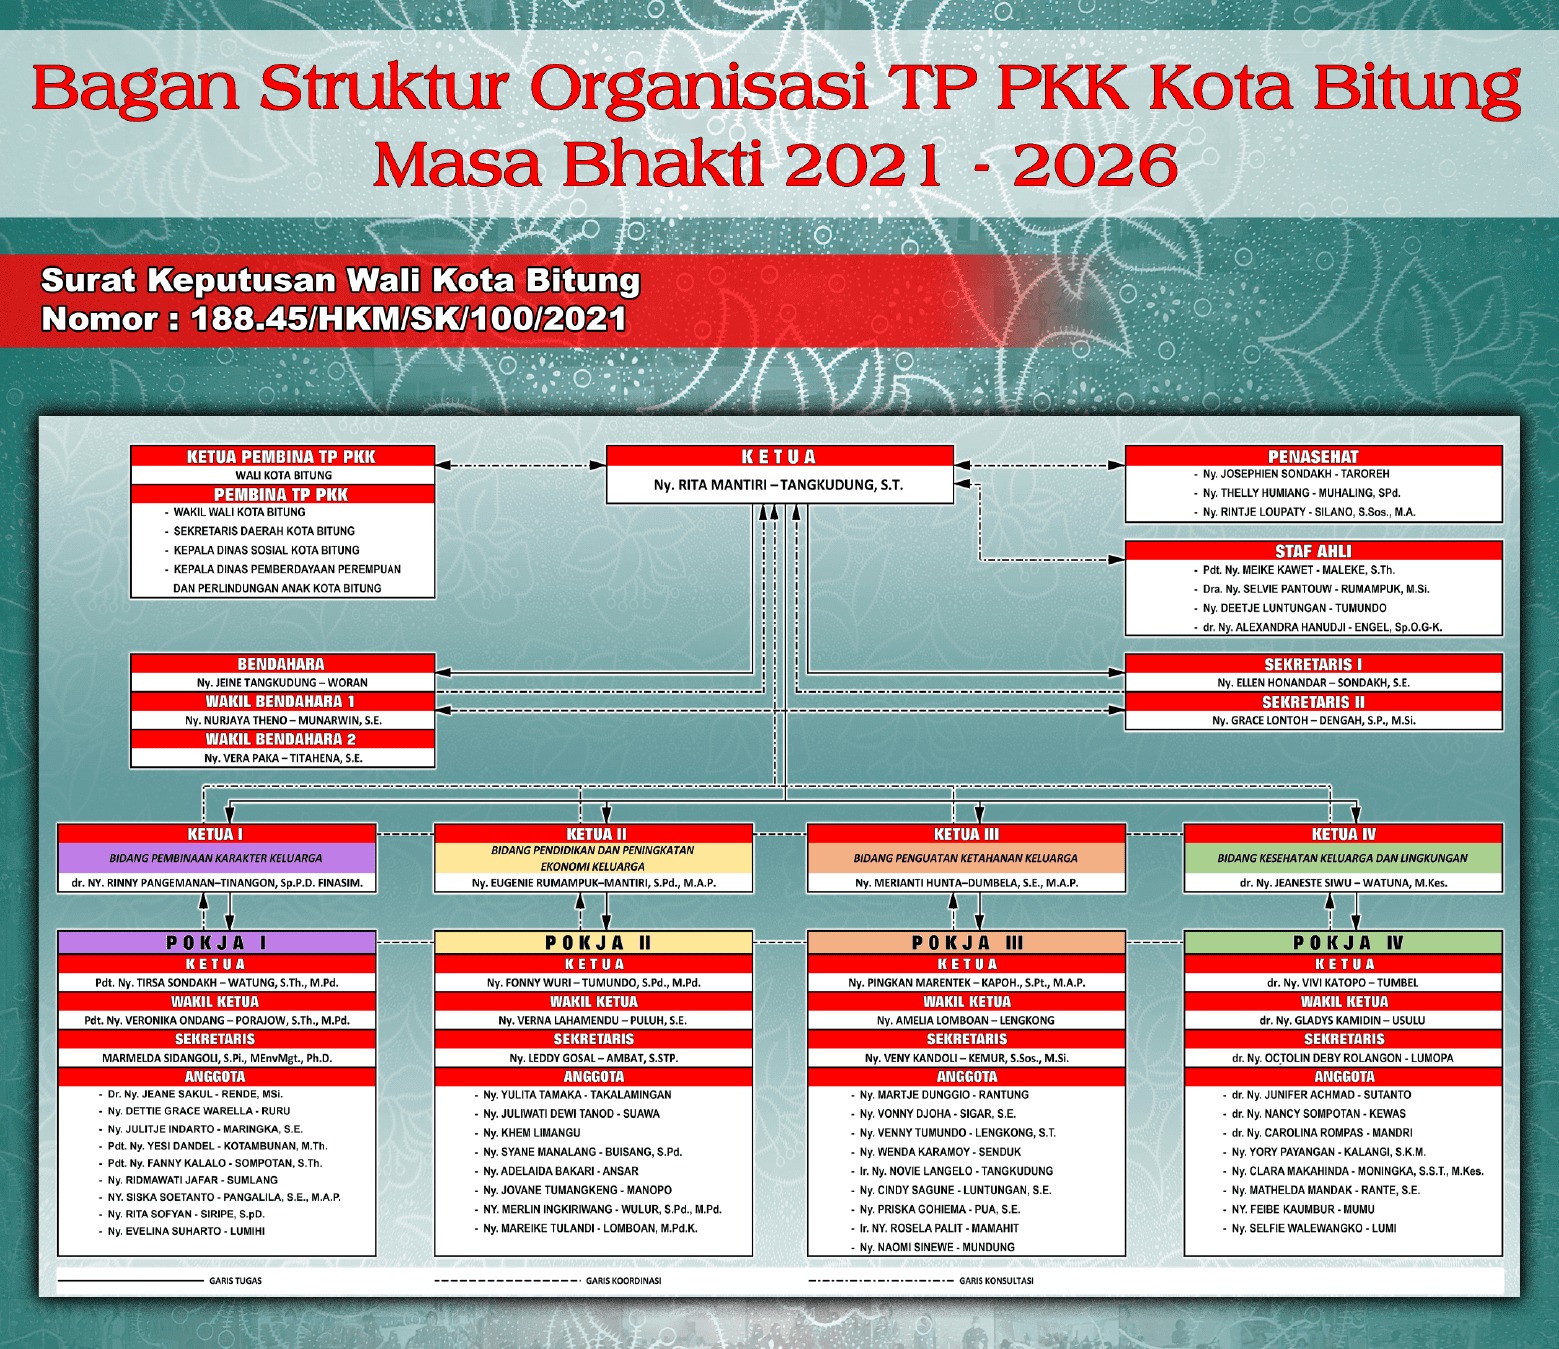 Bagan Struktur Organisasi TP PKK Kota Bitung
Masa Bhakti 2021 - 2026
Surat Keputusan Wali Kota Bitung
Nomor : 188.45/HKM/SK/100/2021
KETUA PEMBINA TP PKK
WALI KOTA BITUNG
PEMBINA TP PKK
- WAKIL WALI KOTA BITUNG
- SEKRETARIS DAERAH KOTA BITUNG
- KEPALA DINAS SOSIAL KOTA BITUNG
- KEPALA DINAS PEMBERDAYAAN PEREMPUAN
DAN PERLINDUNGAN ANAK KOTA BITUNG
KETUA
Ny. RITA MANTIRI – TANGKUDUNG, S.T.
PENASEHAT
- Ny. JOSEPHIEN SONDAKH - TAROREH
- Ny. THELLY HUMIANG - MUHALING, SPd.
- Ny. RINTJE LOUPATY - SILANO, S.Sos., M.A.
STAF AHLI
- Pdt. Ny. MEIKE KAWET - MALEKE, S.Th.
- Dra. Ny. SELVIE PANTOUW - RUMAMPUK, M.Si.
- Ny. DEETJE LUNTUNGAN - TUMUNDO
- dr. Ny. ALEXANDRA HANUDJI - ENGEL, Sp.O.G-K.
BENDAHARA
Ny. JEINE TANGKUDUNG – WORAN
WAKIL BENDAHARA 1
Ny. NURJAYA THENO – MUNARWIN, S.E.
WAKIL BENDAHARA 2
Ny. VERA PAKA – TITAHENA, S.E.
SEKRETARIS I
Ny. ELLEN HONANDAR – SONDAKH, S.E.
SEKRETARIS II
Ny. GRACE LONTOH – DENGAH, S.P., M.Si.
KETUA I
BIDANG PEMBINAAN KARAKTER KELUARGA
dr. NY. RINNY PANGEMANAN–TINANGON, Sp.P.D. FINASIM.
KETUA II
BIDANG PENDIDIKAN DAN PENINGKATAN
EKONOMI KELUARGA
Ny. EUGENIE RUMAMPUK–MANTIRI, S.Pd., M.A.P.
KETUA III
BIDANG PENGUATAN KETAHANAN KELUARGA
Ny. MERIANTI HUNTA–DUMBELA, S.E., M.A.P.
KETUA IV
BIDANG KESEHATAN KELUARGA DAN LINGKUNGAN
dr. Ny. JEANESTE SIWU – WATUNA, M.Kes.
POKJA I
KETUA
Pdt. Ny. TIRSA SONDAKH – WATUNG, S.Th., M.Pd.
WAKIL KETUA
Pdt. Ny. VERONIKA ONDANG – PORAJOW, S.Th., M.Pd.
SEKRETARIS
MARMELDA SIDANGOLI, S.Pi., MEnvMgt., Ph.D.
ANGGOTA
- Dr. Ny. JEANE SAKUL - RENDE, MSi.
- Ny. DETTIE GRACE WARELLA - RURU
- Ny. JULITJE INDARTO - MARINGKA, S.E.
- Pdt. Ny. YESI DANDEL - KOTAMBUNAN, M.Th.
- Pdt. Ny. FANNY KALALO - SOMPOTAN, S.Th.
- Ny. RIDMAWATI JAFAR - SUMLANG
- NY. SISKA SOETANTO - PANGALILA, S.E., M.A.P.
- Ny. RITA SOFYAN - SIRIPE, S.pD.
- Ny. EVELINA SUHARTO - LUMIHI
POKJA II
KETUA
Ny. FONNY WURI – TUMUNDO, S.Pd., M.Pd.
WAKIL KETUA
Ny. VERNA LAHAMENDU – PULUH, S.E.
SEKRETARIS
Ny. LEDDY GOSAL – AMBAT, S.STP.
ANGGOTA
- Ny. YULITA TAMAKA - TAKALAMINGAN
- Ny. JULIWATI DEWI TANOD - SUAWA
- Ny. KHEM LIMANGU
- Ny. SYANE MANALANG - BUISANG, S.Pd.
- Ny. ADELAIDA BAKARI - ANSAR
- Ny. JOVANE TUMANGKENG - MANOPO
- NY. MERLIN INGKIRIWANG - WULUR, S.Pd., M.Pd.
- Ny. MAREIKE TULANDI - LOMBOAN, M.Pd.K.
POKJA III
KETUA
Ny. PINGKAN MARENTEK – KAPOH., S.Pt., M.A.P.
WAKIL KETUA
Ny. AMELIA LOMBOAN – LENGKONG
SEKRETARIS
Ny. VENY KANDOLI – KEMUR, S.Sos., M.Si.
ANGGOTA
- Ny. MARTJE DUNGGIO - RANTUNG
- Ny. VONNY DJOHA - SIGAR, S.E.
- Ny. VENNY TUMUNDO - LENGKONG, S.T.
- Ny. WENDA KARAMOY - SENDUK
- Ir. Ny. NOVIE LANGELO - TANGKUDUNG
- Ny. CINDY SAGUNE - LUNTUNGAN, S.E.
- Ny. PRISKA GOHIEMA - PUA, S.E.
- Ir. NY. ROSELA PALIT - MAMAHIT
- Ny. NAOMI SINEWE - MUNDUNG
POKJA IV
KETUA
dr. Ny. VIVI KATOPO – TUMBEL
WAKIL KETUA
dr. Ny. GLADYS KAMIDIN – USULU
SEKRETARIS
dr. Ny. OCTOLIN DEBY ROLANGON - LUMOPA
ANGGOTA
- dr. Ny. JUNIFER ACHMAD - SUTANTO
- dr. Ny. NANCY SOMPOTAN - KEWAS
- dr. Ny. CAROLINA ROMPAS - MANDRI
- Ny. YORY PAYANGAN - KALANGI, S.K.M.
- Ny. CLARA MAKAHINDA - MONINGKA, S.S.T., M.Kes.
- Ny. MATHELDA MANDAK - RANTE, S.E.
- NY. FEIBE KAUMBUR - MUMU
- Ny. SELFIE WALEWANGKO - LUMI
GARIS TUGAS
GARIS KOORDINASI
GARIS KONSULTASI